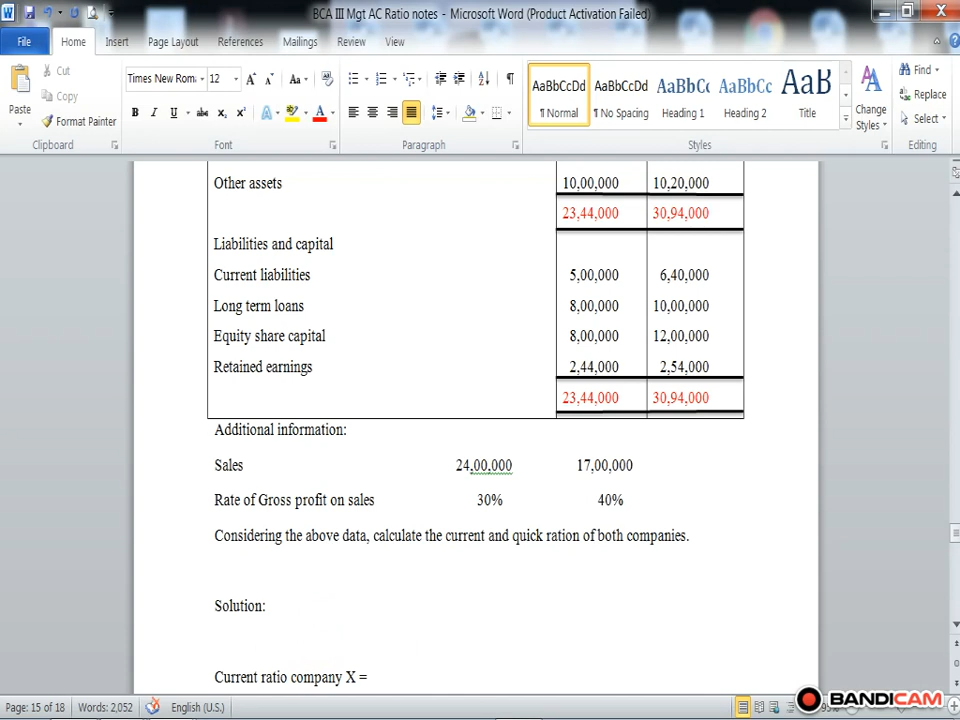 BCA III Mgt AC Ratio notes - Microsoft Word (Product Activation Failed)
File Home Insert Page Layout References Mailings Review View
Paste
Cut
Copy
Format Painter
Clipboard
Times New Rom 12
Font
Paragraph
AaBbCcDd AaBbCcDd AaBbCc AaBbCc AaB
¶ Normal ¶ No Spacing Heading 1 Heading 2 Title
Change Styles
Styles
Find
Replace
Select
Editing
Other assets 10,00,000 10,20,000
23,44,000 30,94,000
Liabilities and capital
Current liabilities 5,00,000 6,40,000
Long term loans 8,00,000 10,00,000
Equity share capital 8,00,000 12,00,000
Retained earnings 2,44,000 2,54,000
23,44,000 30,94,000
Additional information:
Sales 24,00,000 17,00,000
Rate of Gross profit on sales 30% 40%
Considering the above data, calculate the current and quick ration of both companies.
Solution:
Current ratio company X =
Page: 15 of 18 Words: 2,052 English (U.S.)
BANDICAM